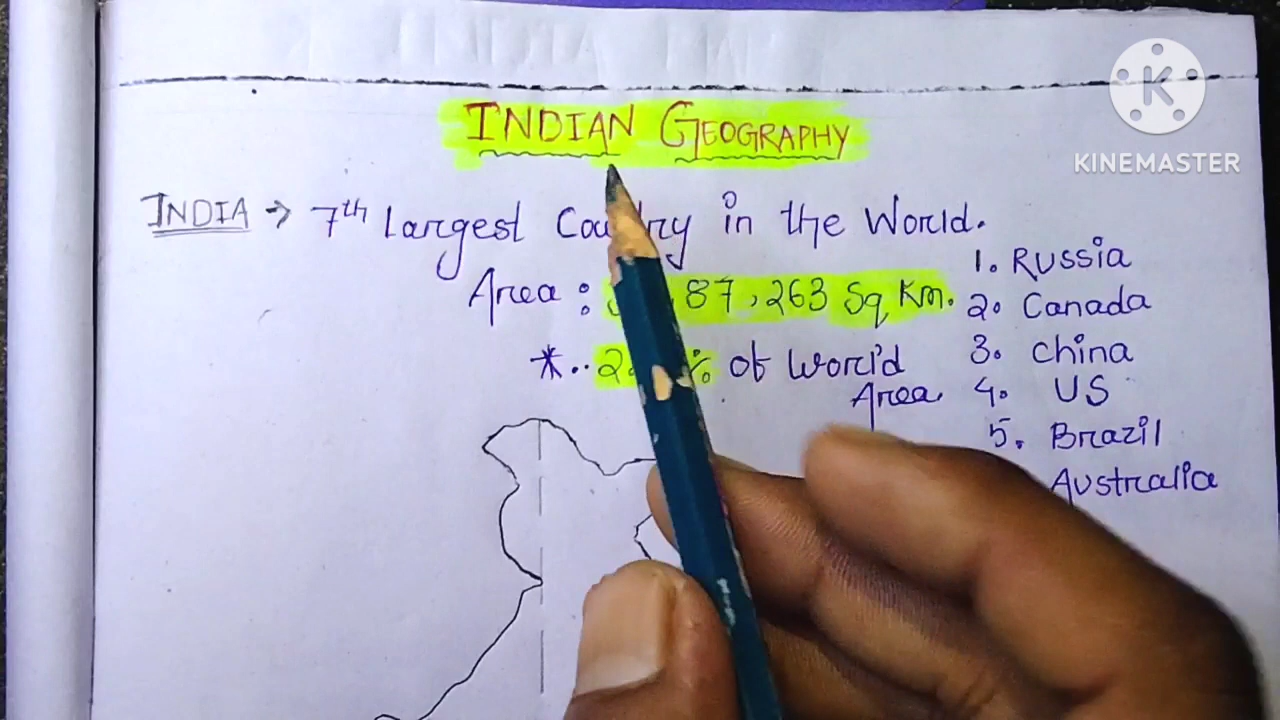 INDIAN GEOGRAPHY
INDIA → 7th Largest Country in the World.
Area : 87,263 Sq Km.
*.. 2. % of World Area.
1. Russia
2. Canada
3. China
4. US
5. Brazil
Australia
K
KINEMASTER